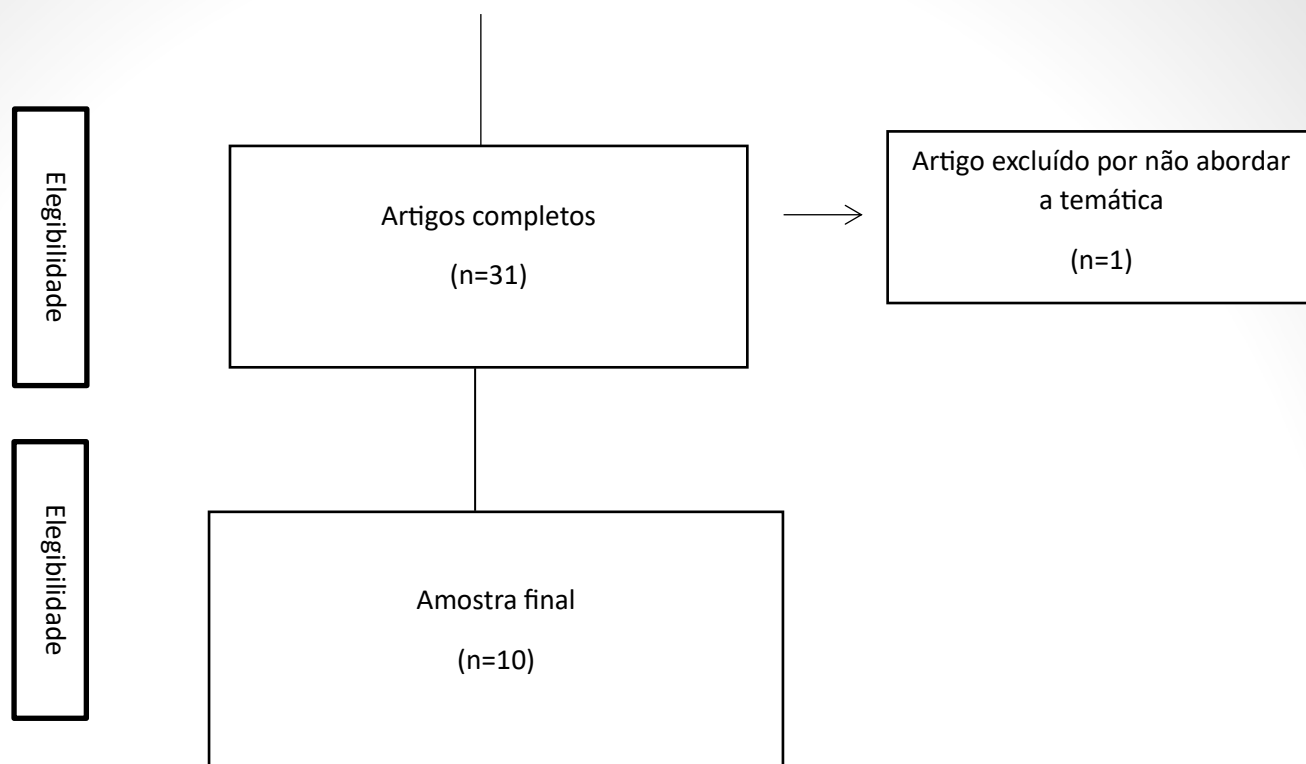 Elegibilidade
Artigos completos
(n=31)
Artigo excluído por não abordar
a temática
(n=1)
Elegibilidade
Amostra final
(n=10)